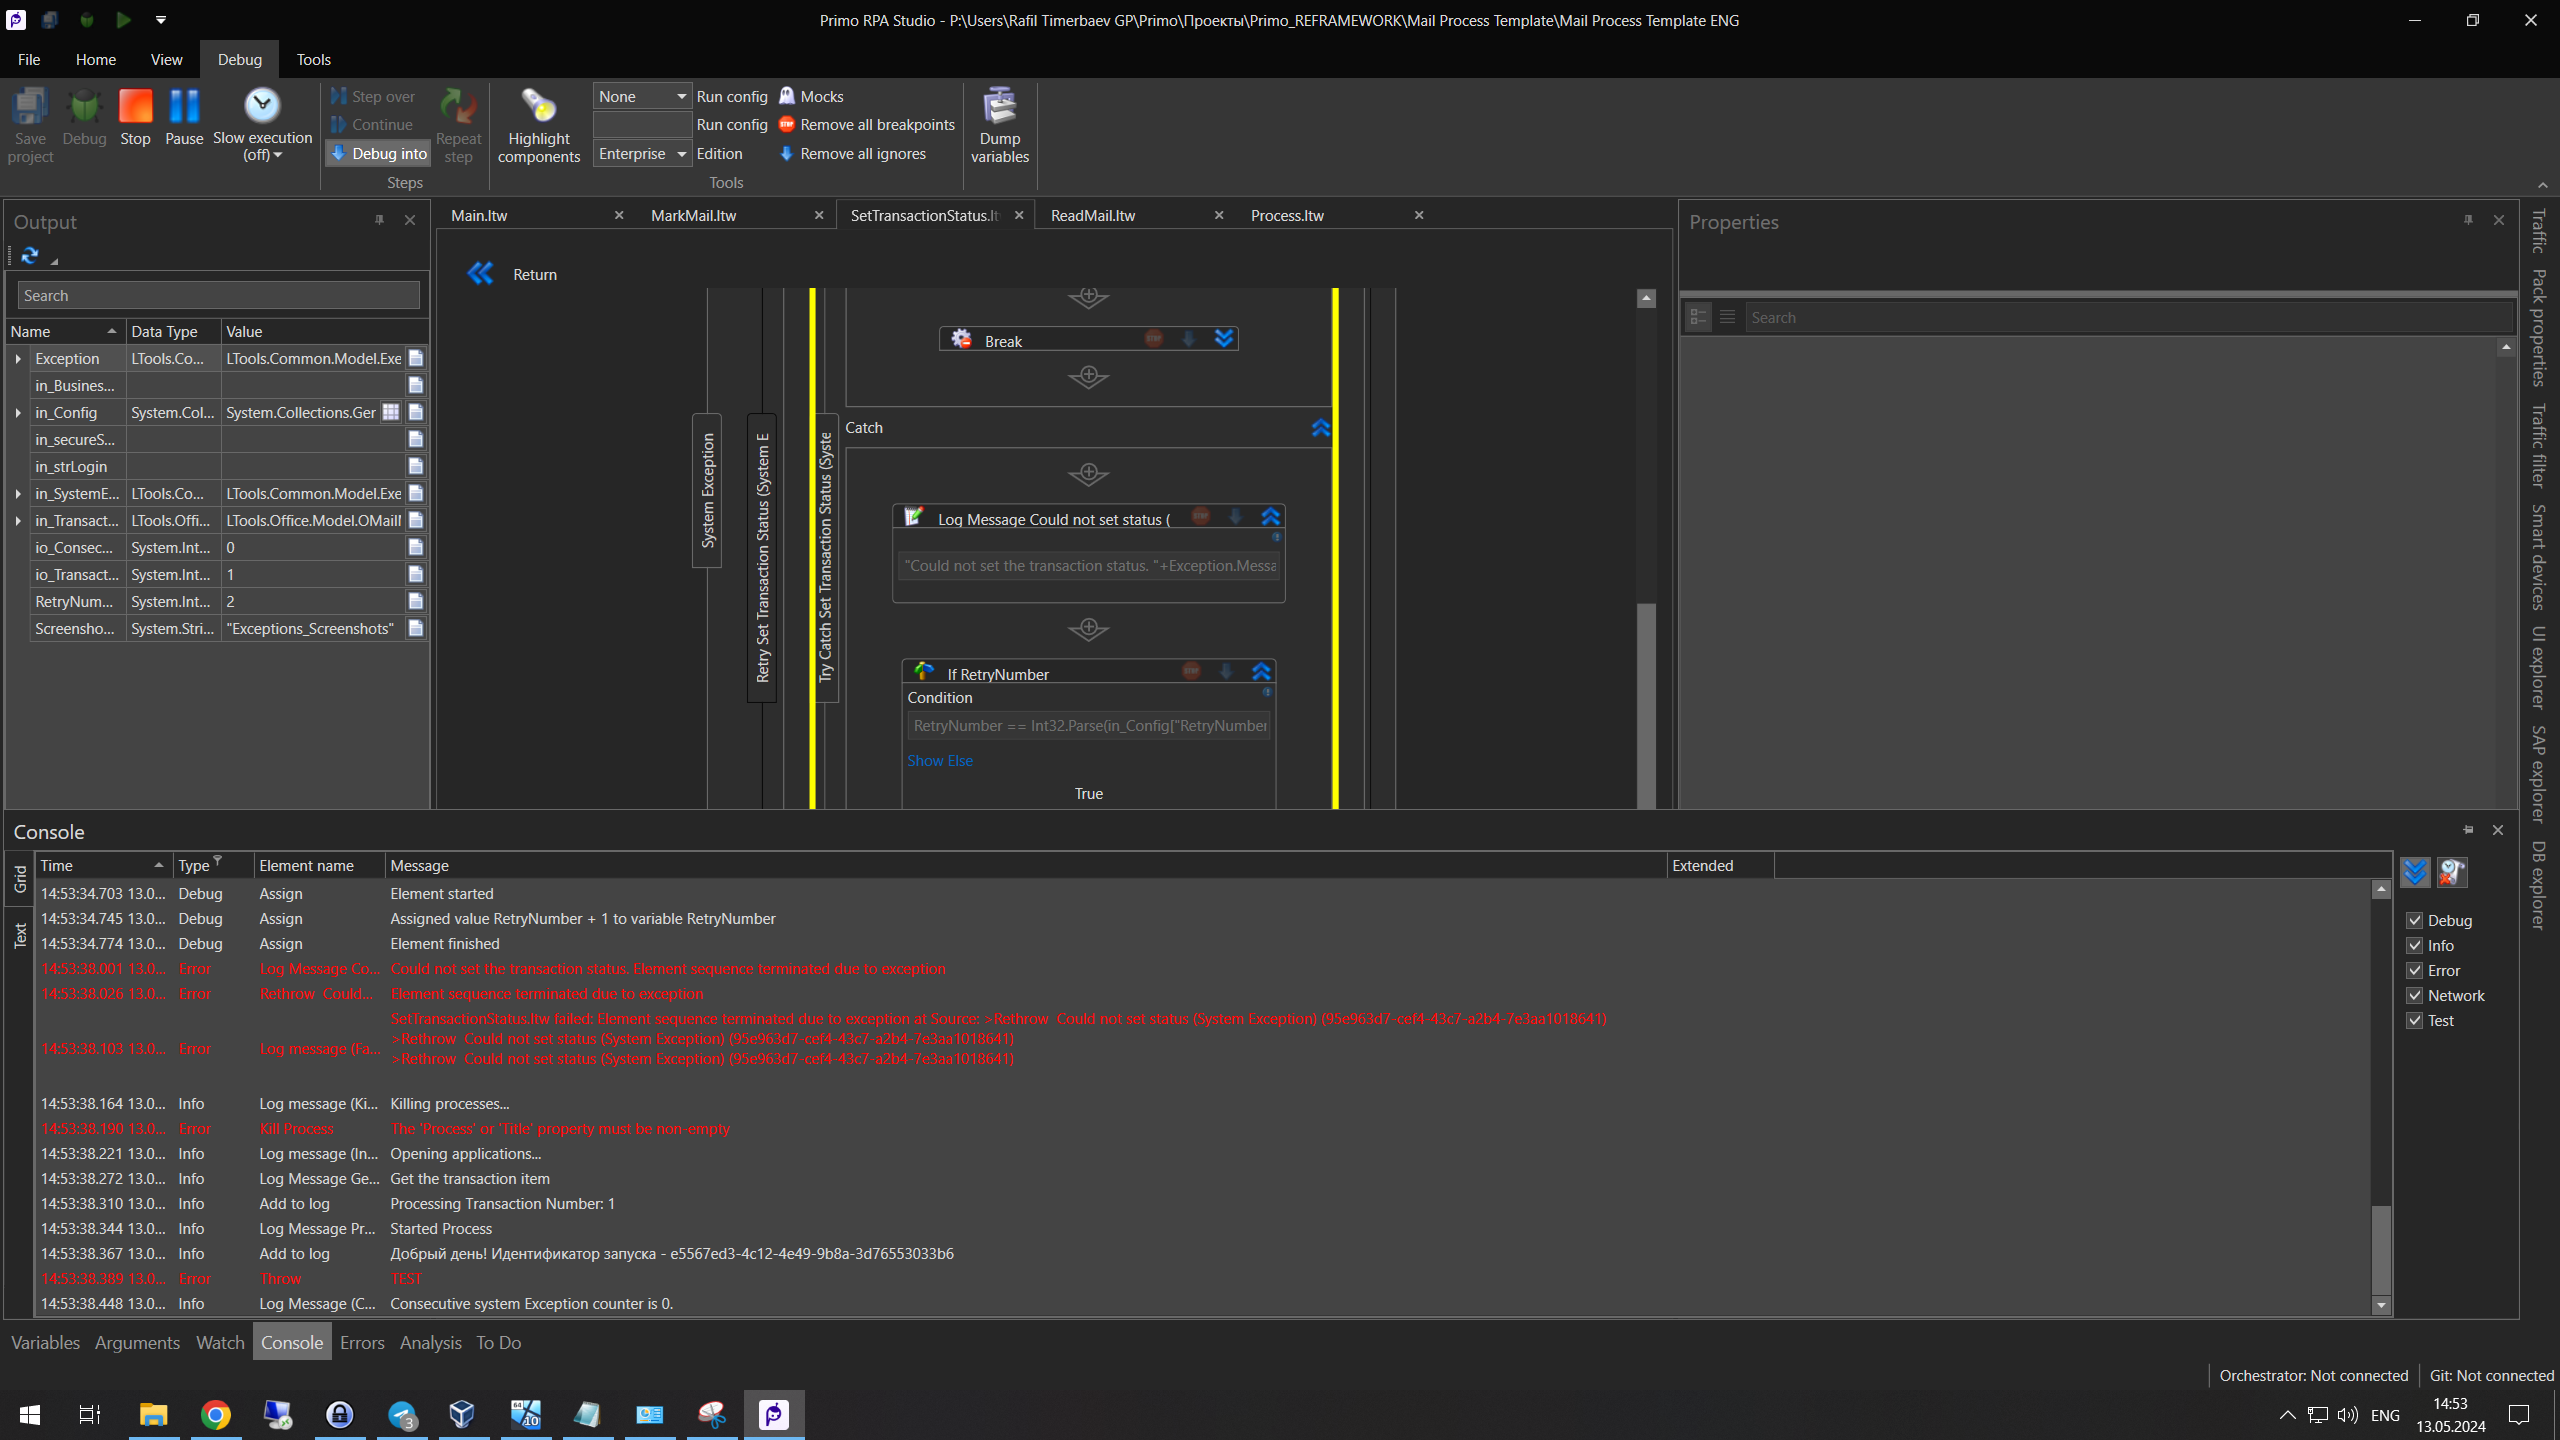 Primo RPA Studio - P:\Users\Rafil Timerbaev GP\Primo\Проекты\Primo_REFRAMEWORK\Mail Process Template\Mail Process Template ENG
File Home View Debug Tools
Save project
Debug
Stop
Pause
Slow execution (off)
Step over
Continue
Debug into
Repeat step
Steps
Highlight components
None Run config
Run config
Enterprise Edition
Mocks
Remove all breakpoints
Remove all ignores
Tools
Dump variables
Output
Search
Name Data Type Value
Exception LTools.Co... LTools.Common.Model.Exe
in_Busines...
in_Config System.Col... System.Collections.Ger
in_secureS...
in_strLogin
in_SystemE... LTools.Co... LTools.Common.Model.Exe
in_Transact... LTools.Offi... LTools.Office.Model.OMail
io_Consec... System.Int... 0
io_Transact... System.Int... 1
RetryNum... System.Int... 2
Screensho... System.Stri... "Exceptions_Screenshots"
Main.ltw MarkMail.ltw SetTransactionStatus.lt ReadMail.ltw Process.ltw
Return
Break
Catch
System Exception
Retry Set Transaction Status (System E
Try Catch Set Transaction Status (Syste
Log Message Could not set status (
"Could not set the transaction status. "+Exception.Messa
If RetryNumber
Condition
RetryNumber == Int32.Parse(in_Config["RetryNumber
Show Else
True
Properties
Search
Traffic
Pack properties
Traffic filter
Smart devices
UI explorer
SAP explorer
DB explorer
Console
Grid
Text
Time Type Element name Message Extended
14:53:34.703 13.0... Debug Assign Element started
14:53:34.745 13.0... Debug Assign Assigned value RetryNumber + 1 to variable RetryNumber
14:53:34.774 13.0... Debug Assign Element finished
14:53:38.001 13.0... Error Log Message Co... Could not set the transaction status. Element sequence terminated due to exception
14:53:38.026 13.0... Error Rethrow Could... Element sequence terminated due to exception
14:53:38.103 13.0... Error Log message (Fa... SetTransactionStatus.ltw failed: Element sequence terminated due to exception at Source: >Rethrow Could not set status (System Exception) (95e963d7-cef4-43c7-a2b4-7e3aa1018641)
>Rethrow Could not set status (System Exception) (95e963d7-cef4-43c7-a2b4-7e3aa1018641)
>Rethrow Could not set status (System Exception) (95e963d7-cef4-43c7-a2b4-7e3aa1018641)
14:53:38.164 13.0... Info Log message (Ki... Killing processes...
14:53:38.190 13.0... Error Kill Process The 'Process' or 'Title' property must be non-empty
14:53:38.221 13.0... Info Log message (In... Opening applications...
14:53:38.272 13.0... Info Log Message Ge... Get the transaction item
14:53:38.310 13.0... Info Add to log Processing Transaction Number: 1
14:53:38.344 13.0... Info Log Message Pr... Started Process
14:53:38.367 13.0... Info Add to log Добрый день! Идентификатор запуска - e5567ed3-4c12-4e49-9b8a-3d76553033b6
14:53:38.389 13.0... Error Throw TEST
14:53:38.448 13.0... Info Log Message (C... Consecutive system Exception counter is 0.
Debug
Info
Error
Network
Test
Variables Arguments Watch Console Errors Analysis To Do
Orchestrator: Not connected Git: Not connected
3
64
10
ENG
14:53
13.05.2024